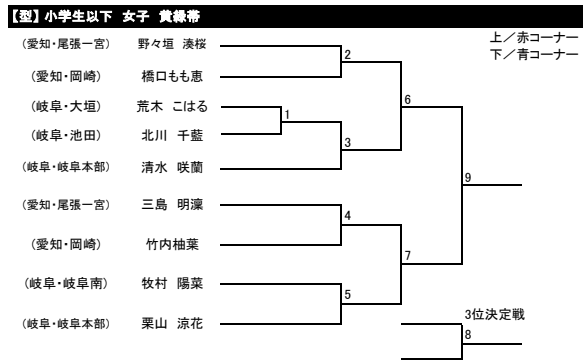 【型】 小学生以下 女子 黄緑帯
上／赤コーナー
下／青コーナー
(愛知・尾張一宮) 野々垣 湊桜
2
(愛知・岡崎) 橋口もも恵
6
(岐阜・大垣) 荒木 こはる
1
(岐阜・池田) 北川 千藍
3
(岐阜・岐阜本部) 清水 咲蘭
9
(愛知・尾張一宮) 三島 明凜
4
(愛知・岡崎) 竹内柚葉
7
(岐阜・岐阜南) 牧村 陽菜
5
(岐阜・岐阜本部) 栗山 涼花
3位決定戦
8